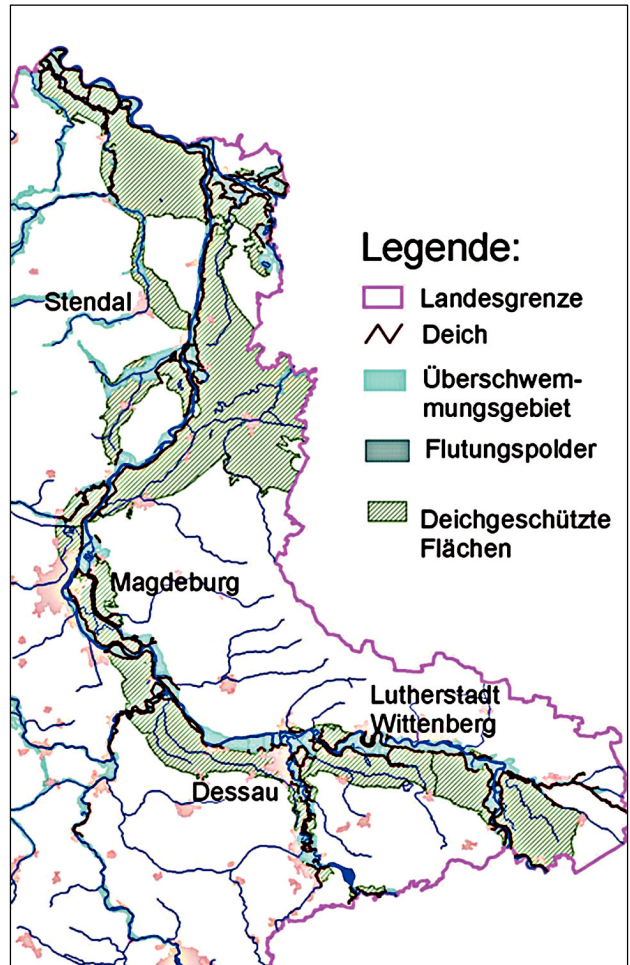 Legende:
Landesgrenze
Stendal
Deich
Überschwem-
mungsgebiet
Flutungspolder
Deichgeschützte
Flächen
Magdeburg
Lutherstadt
Wittenberg
Dessau